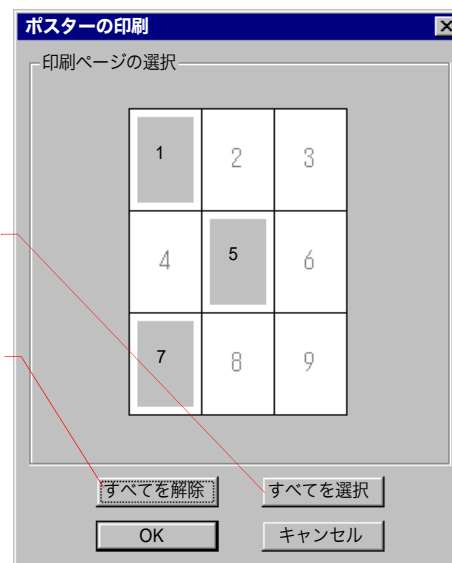 ポスターの印刷
印刷ページの選択
1 2 3
4 5 6
7 8 9
すべてを解除 すべてを選択
OK キャンセル